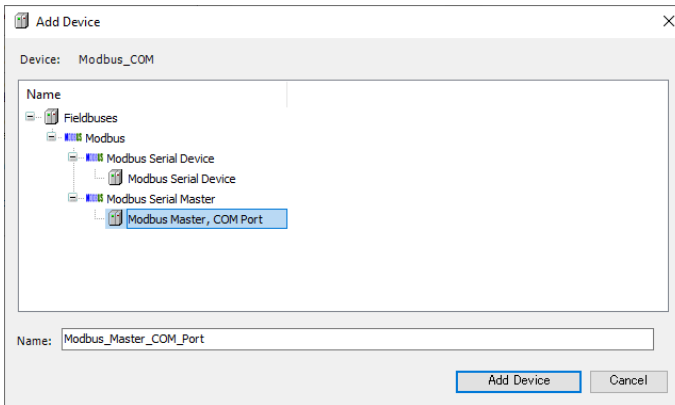 Add Device
Device: Modbus_COM
Name
Fieldbuses
Modbus
Modbus Serial Device
Modbus Serial Device
Modbus Serial Master
Modbus Master, COM Port
Name: Modbus_Master_COM_Port
Add Device Cancel